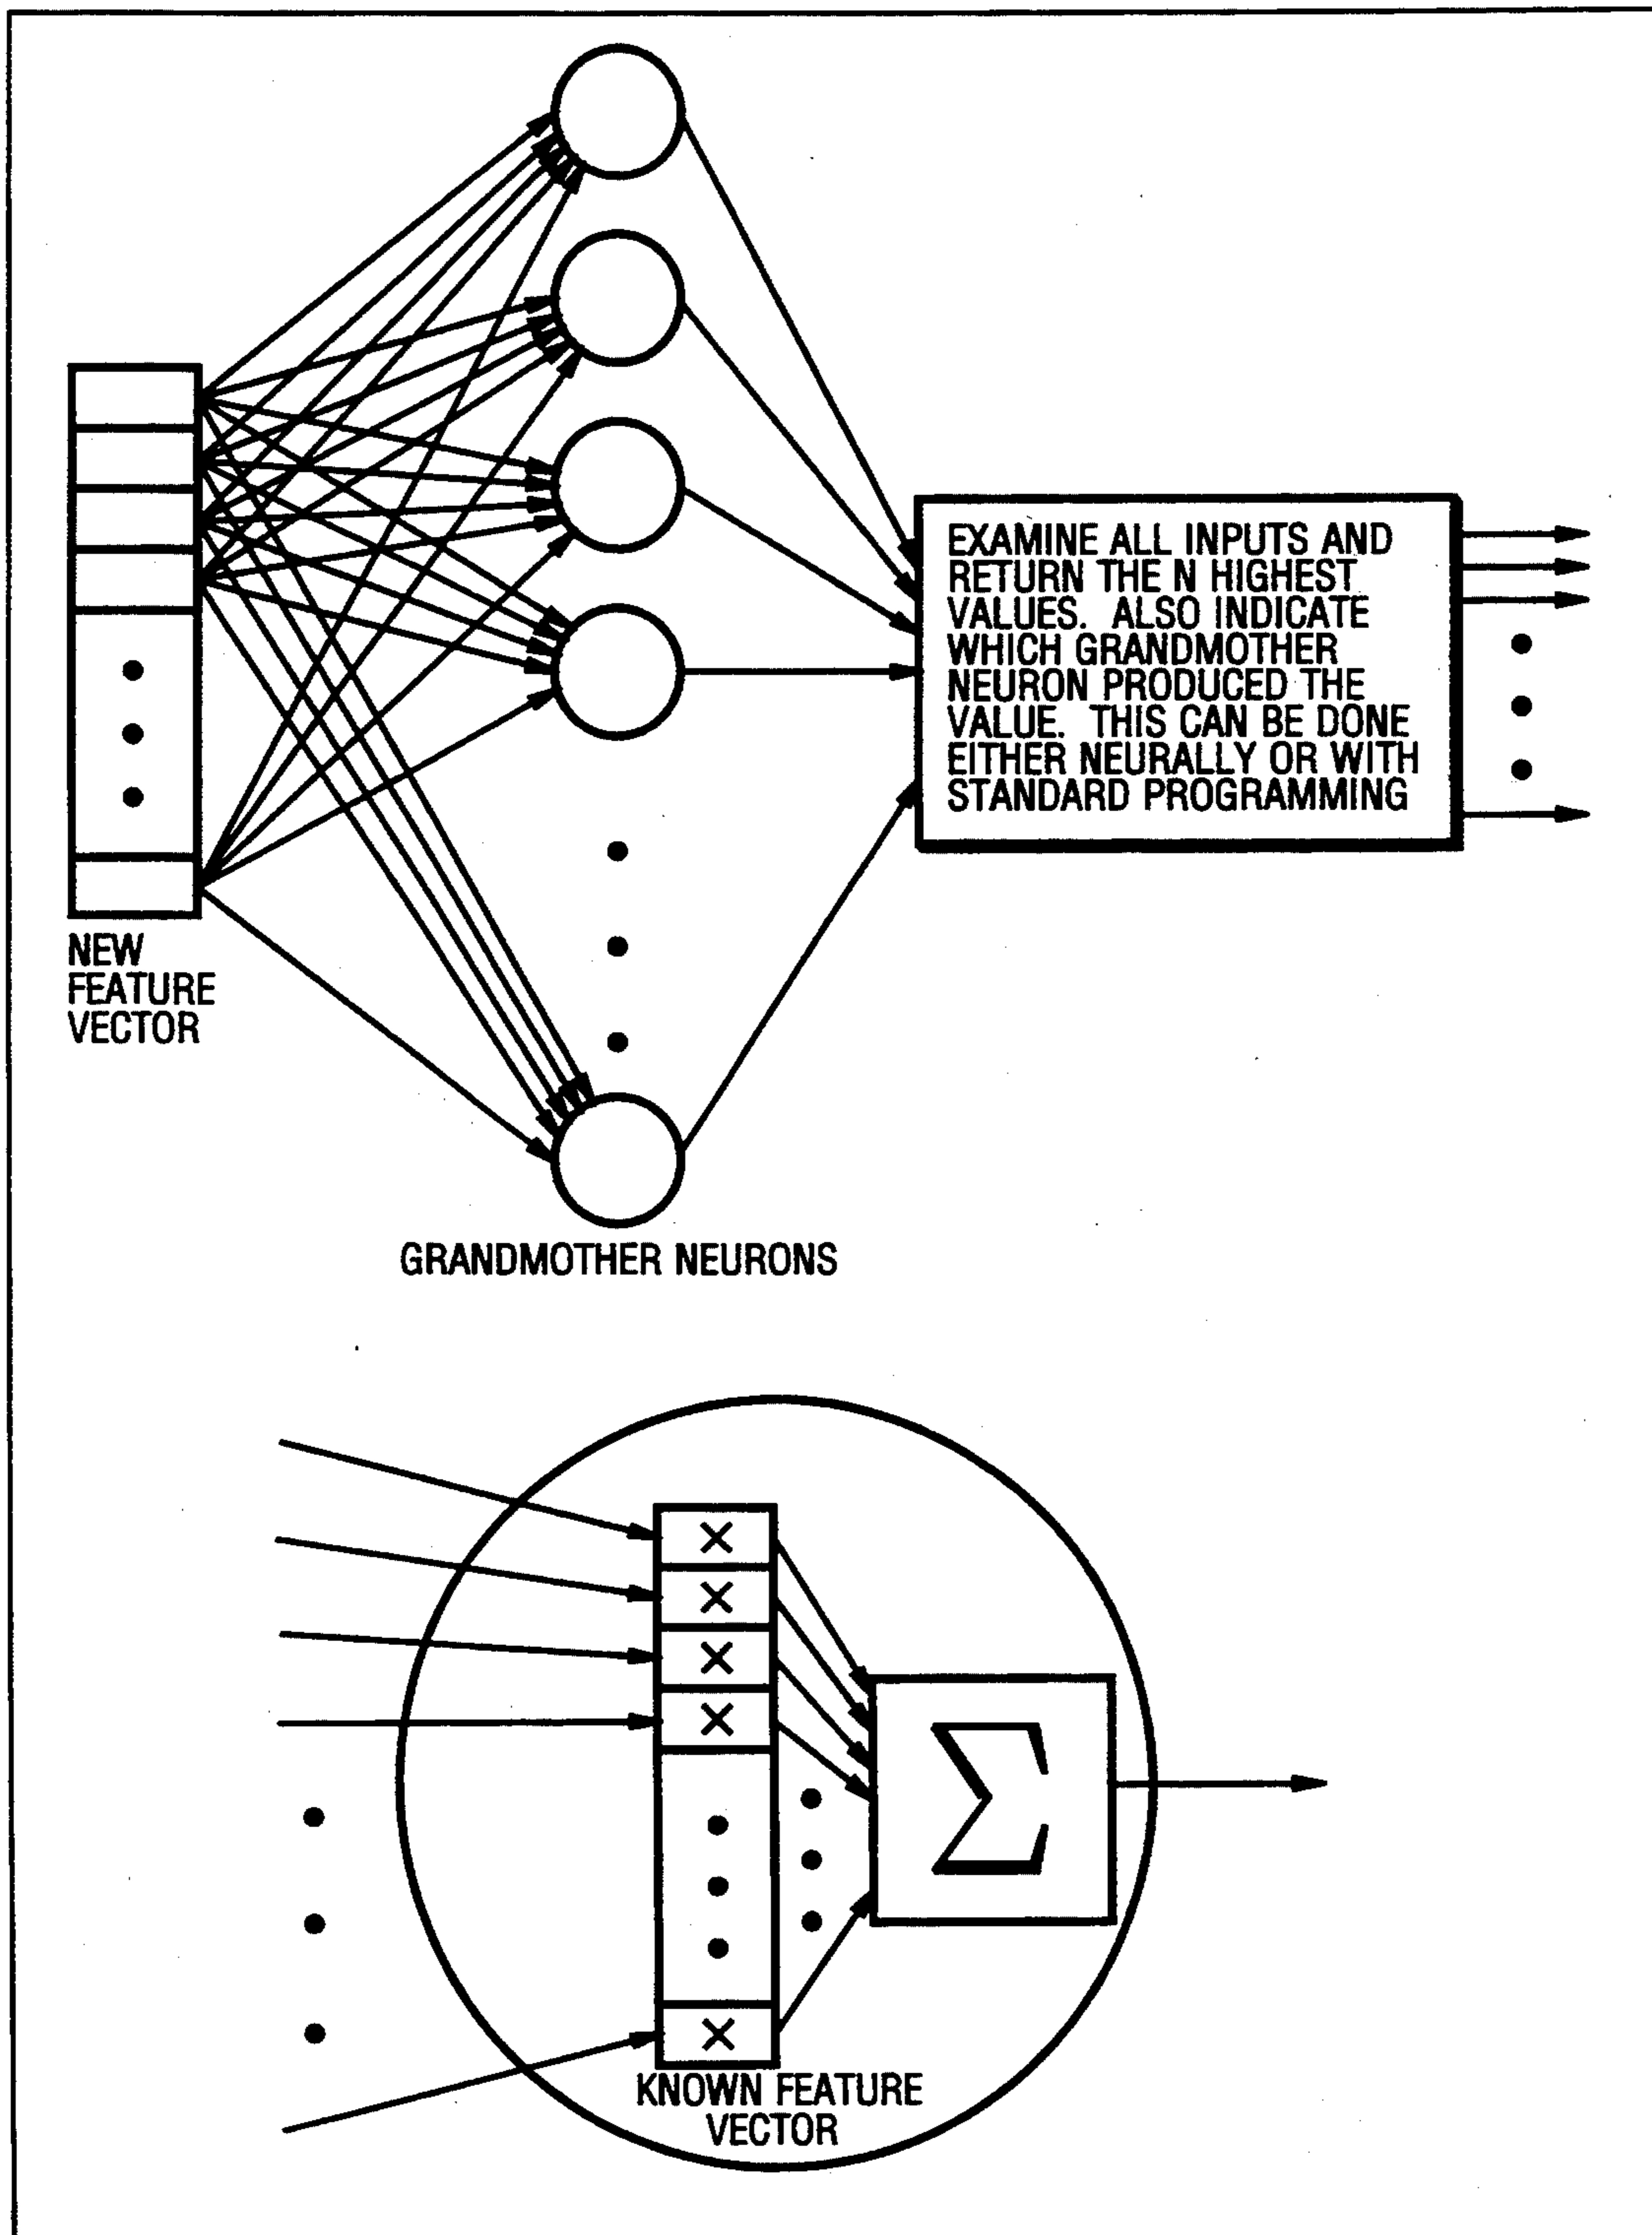 EXAMINE ALL INPUTS AND
RETURN THE N HIGHEST
VALUES. ALSO INDICATE
WHICH GRANDMOTHER
NEURON PRODUCED THE
VALUE. THIS CAN BE DONE
EITHER NEURALLY OR WITH
STANDARD PROGRAMMING
NEW
FEATURE
VECTOR
GRANDMOTHER NEURONS
×
×
×
×
×
Σ
KNOWN FEATURE
VECTOR